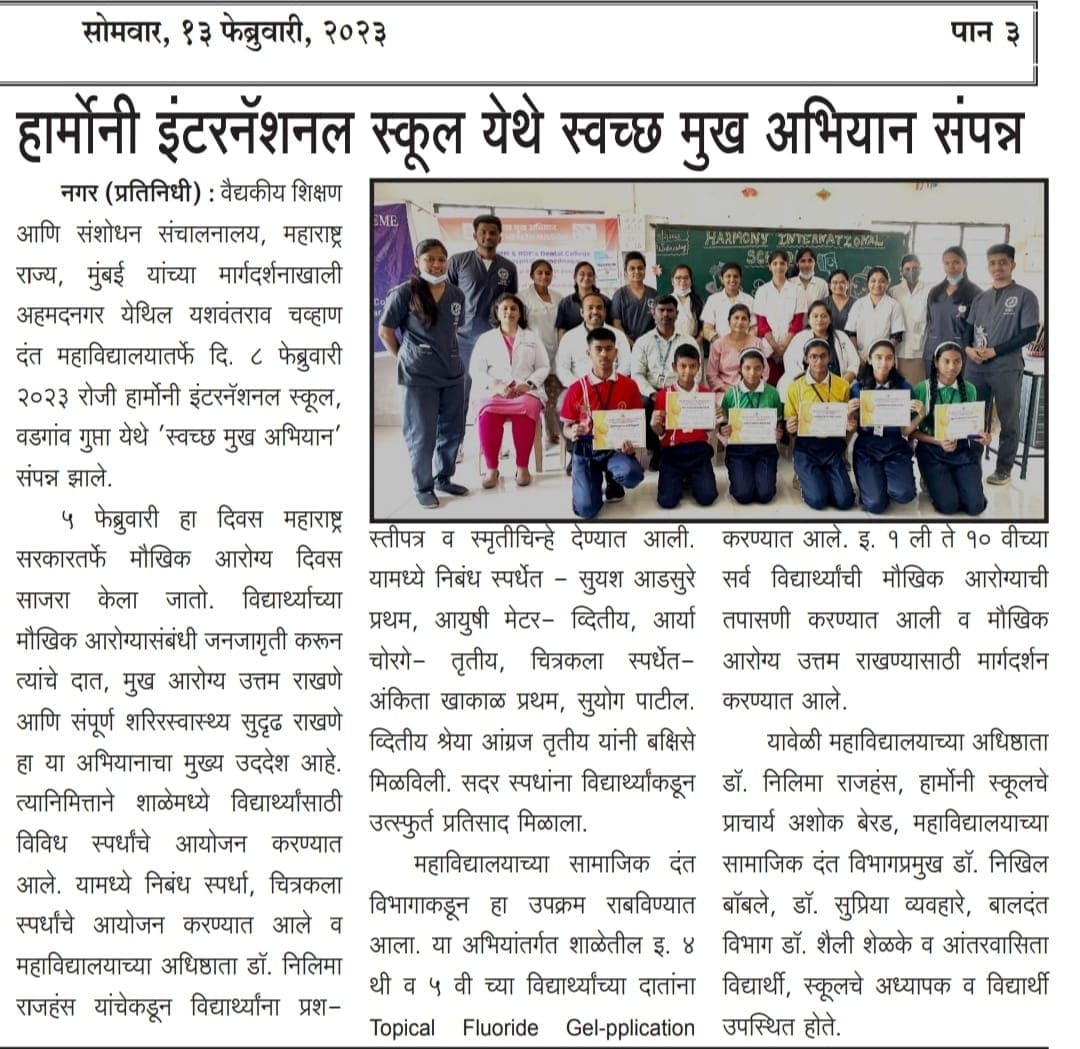 सोमवार, १३ फेब्रुवारी, २०२३
पान ३
हार्मोनी इंटरनॅशनल स्कूल येथे स्वच्छ मुख अभियान संपन्न
नगर (प्रतिनिधी) : वैद्यकीय शिक्षण
आणि संशोधन संचालनालय, महाराष्ट्र
राज्य, मुंबई यांच्या मार्गदर्शनाखाली
अहमदनगर येथिल यशवंतराव चव्हाण
दंत महाविद्यालयातर्फे दि. ८ फेब्रुवारी
२०२३ रोजी हार्मोनी इंटरनॅशनल स्कूल,
वडगांव गुप्ता येथे ‘स्वच्छ मुख अभियान’
संपन्न झाले.
५ फेब्रुवारी हा दिवस महाराष्ट्र
सरकारतर्फे मौखिक आरोग्य दिवस
साजरा केला जातो. विद्यार्थ्याच्या
मौखिक आरोग्यासंबंधी जनजागृती करून
त्यांचे दात, मुख आरोग्य उत्तम राखणे
आणि संपूर्ण शरिरस्वास्थ्य सुदृढ राखणे
हा या अभियानाचा मुख्य उददेश आहे.
त्यानिमित्ताने शाळेमध्ये विद्यार्थ्यांसाठी
विविध स्पर्धांचे आयोजन करण्यात
आले. यामध्ये निबंध स्पर्धा, चित्रकला
स्पर्धांचे आयोजन करण्यात आले व
महाविद्यालयाच्या अधिष्ठाता डॉ. निलिमा
राजहंस यांचेकडून विद्यार्थ्यांना प्रश-
EME
स्वच्छ मुख अभियान
Dental College
HARMONY INTERNATIONAL
SCHOOL
स्तीपत्र व स्मृतीचिन्हे देण्यात आली.
यामध्ये निबंध स्पर्धेत – सुयश आडसुरे
प्रथम, आयुषी मेटर– व्दितीय, आर्या
चोरगे– तृतीय, चित्रकला स्पर्धेत–
अंकिता खाकाळ प्रथम, सुयोग पाटील.
व्दितीय श्रेया आंग्रज तृतीय यांनी बक्षिसे
मिळविली. सदर स्पधांना विद्यार्थ्यांकडून
उत्स्फुर्त प्रतिसाद मिळाला.
महाविद्यालयाच्या सामाजिक दंत
विभागाकडून हा उपक्रम राबविण्यात
आला. या अभियांतर्गत शाळेतील इ. ४
थी व ५ वी च्या विद्यार्थ्यांच्या दातांना
Topical Fluoride Gel-pplication
करण्यात आले. इ. १ ली ते १० वीच्या
सर्व विद्यार्थ्यांची मौखिक आरोग्याची
तपासणी करण्यात आली व मौखिक
आरोग्य उत्तम राखण्यासाठी मार्गदर्शन
करण्यात आले.
यावेळी महाविद्यालयाच्या अधिष्ठाता
डॉ. निलिमा राजहंस, हार्मोनी स्कूलचे
प्राचार्य अशोक बेरड, महाविद्यालयाच्या
सामाजिक दंत विभागप्रमुख डॉ. निखिल
बॉबले, डॉ. सुप्रिया व्यवहारे, बालदंत
विभाग डॉ. शैली शेळके व आंतरवासिता
विद्यार्थी, स्कूलचे अध्यापक व विद्यार्थी
उपस्थित होते.